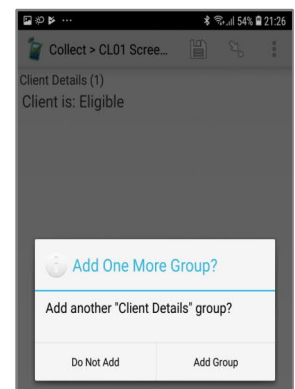 54% 21:26
Collect > CL01 Scree...
Client Details (1)
Client is: Eligible
Add One More Group?
Add another "Client Details" group?
Do Not Add Add Group